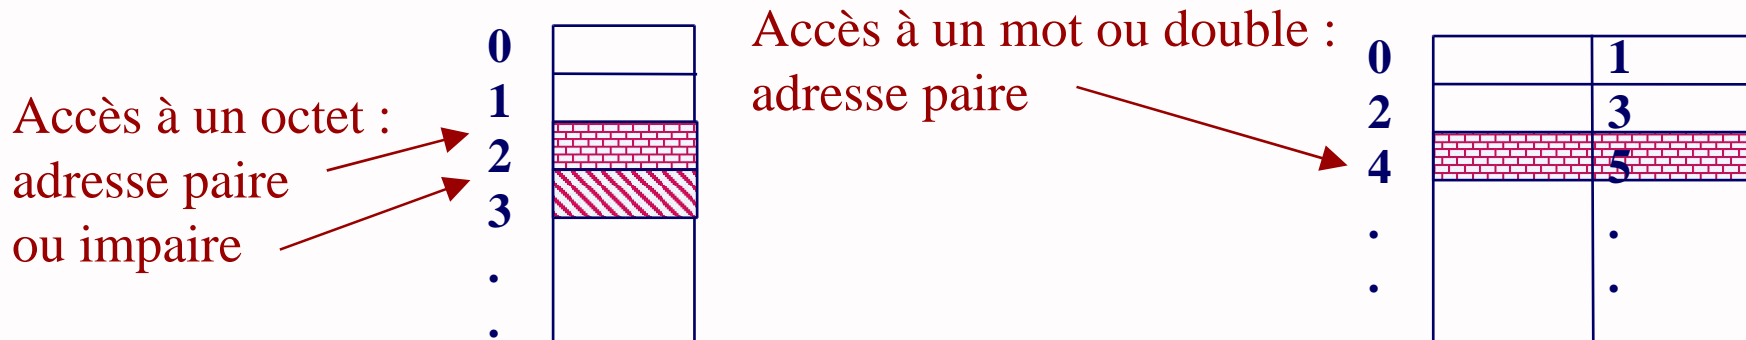 Accès à un octet :
adresse paire
ou impaire
0
1
2
3
.
.
Accès à un mot ou double :
adresse paire
0 1
2 3
4 5
. .
. .